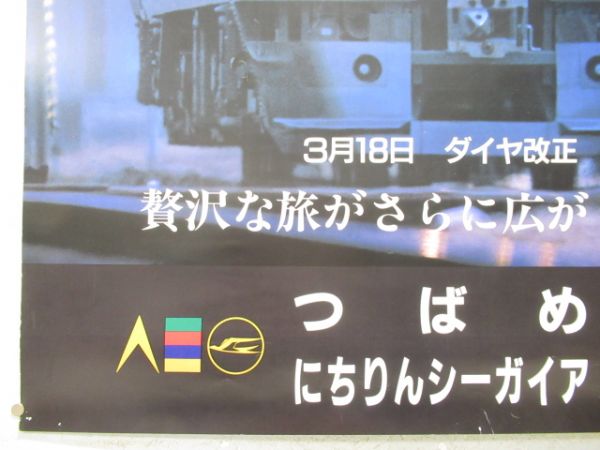 3月18日　ダイヤ改正
贅沢な旅がさらに広が
つばめ
にちりんシーガイア